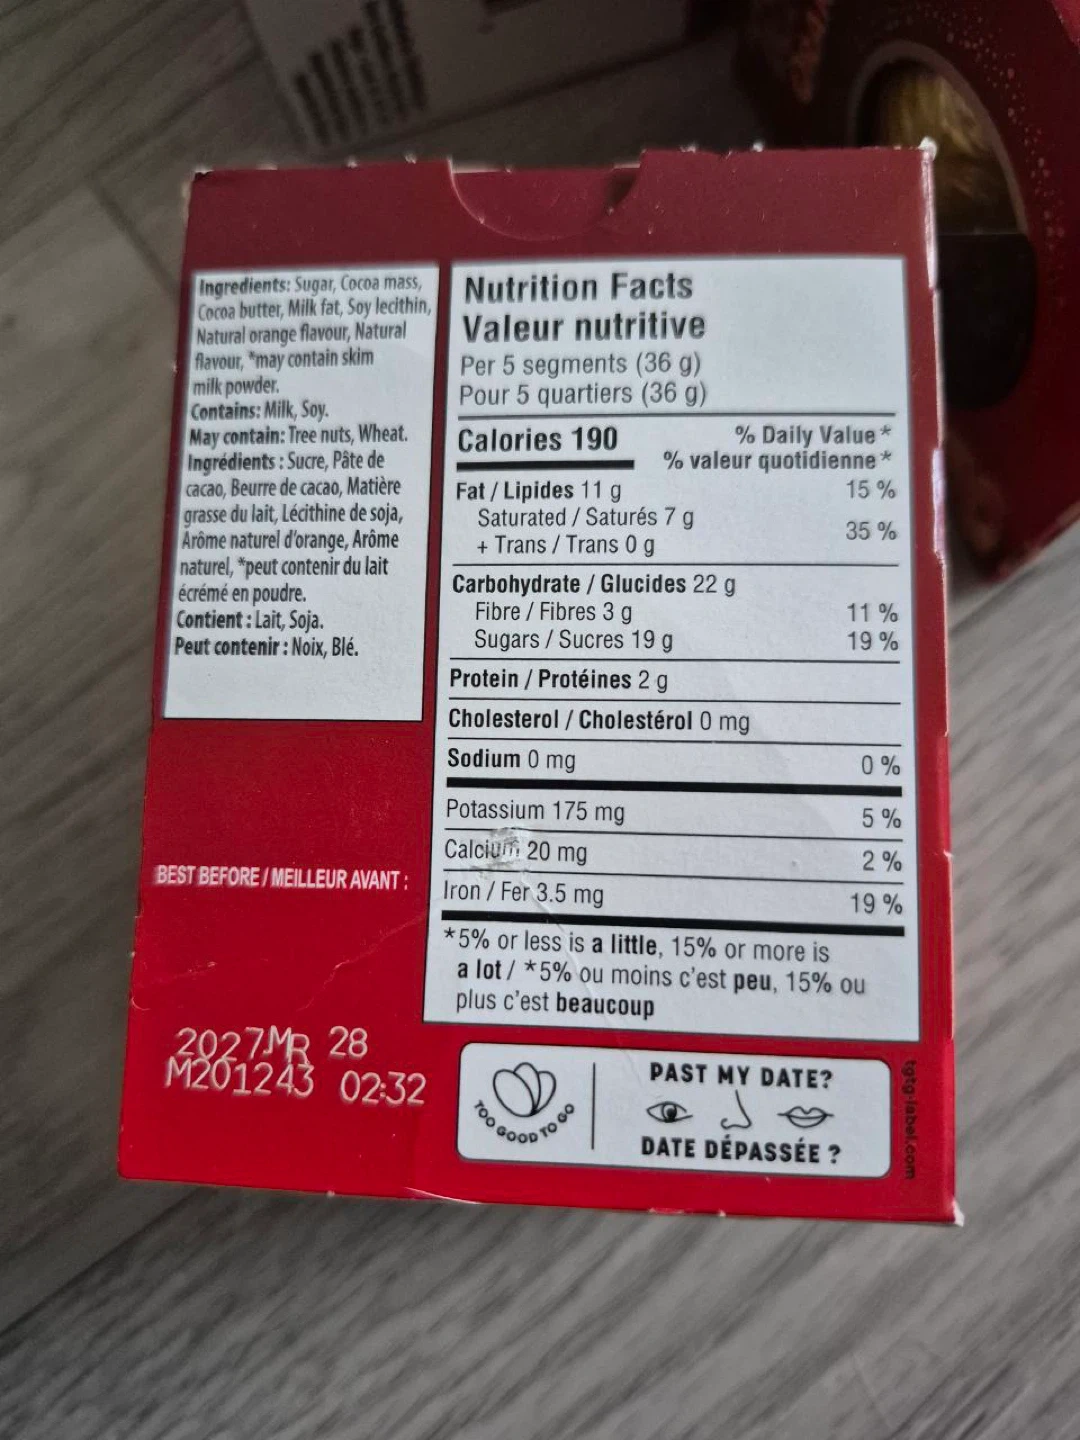 Ingredients: Sugar, Cocoa mass,
Cocoa butter, Milk fat, Soy lecithin,
Natural orange flavour, Natural
flavour, *may contain skim
milk powder.
Contains: Milk, Soy.
May contain: Tree nuts, Wheat.
Ingrédients : Sucre, Pâte de
cacao, Beurre de cacao, Matière
grasse du lait, Lécithine de soja,
Arôme naturel d'orange, Arôme
naturel, *peut contenir du lait
écrémé en poudre.
Contient : Lait, Soja.
Peut contenir : Noix, Blé.
BEST BEFORE / MEILLEUR AVANT :
2027MR 28
M201243 02:32
Nutrition Facts
Valeur nutritive
Per 5 segments (36 g)
Pour 5 quartiers (36 g)
Calories 190
% Daily Value*
% valeur quotidienne*
Fat / Lipides 11 g 15 %
Saturated / Saturés 7 g
+ Trans / Trans 0 g 35 %
Carbohydrate / Glucides 22 g
Fibre / Fibres 3 g 11 %
Sugars / Sucres 19 g 19 %
Protein / Protéines 2 g
Cholesterol / Cholestérol 0 mg
Sodium 0 mg 0 %
Potassium 175 mg 5 %
Calcium 20 mg 2 %
Iron / Fer 3.5 mg 19 %
*5% or less is a little, 15% or more is
a lot / *5% ou moins c'est peu, 15% ou
plus c'est beaucoup
TOO GOOD TO GO
PAST MY DATE?
DATE DÉPASSÉE ?
tgtg-label.com